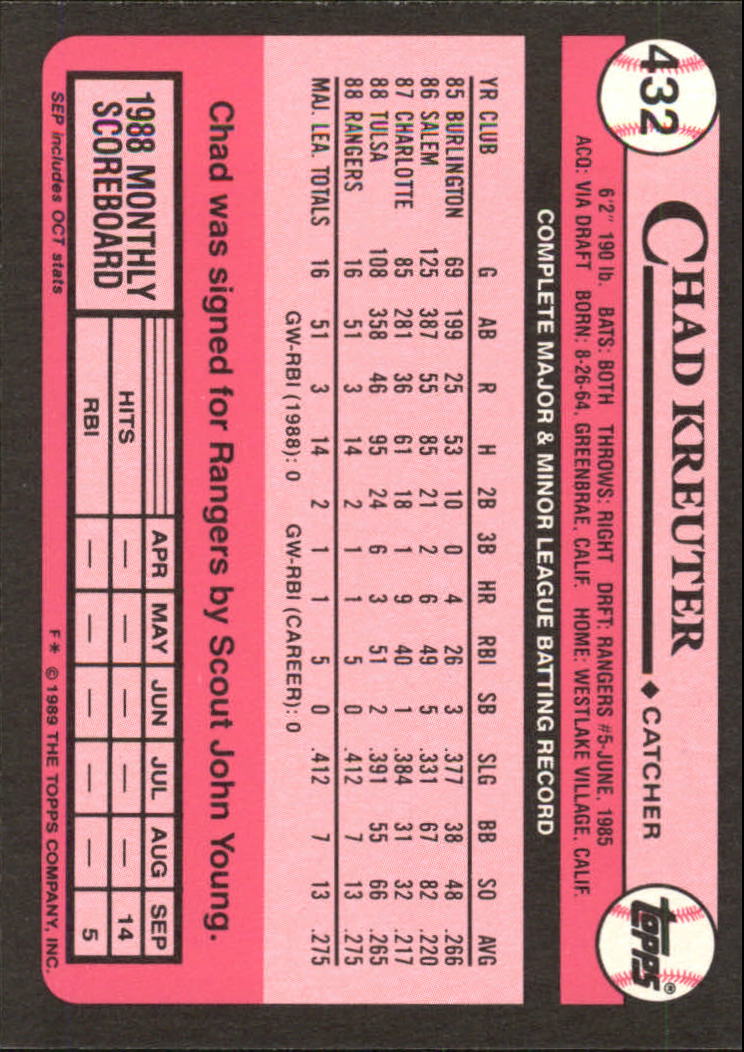 432
CHAD KREUTER ◆ CATCHER
topps®
6'2" 190 lb. BATS: BOTH THROWS: RIGHT DRFT: RANGERS #5-JUNE, 1985
ACQ: VIA DRAFT BORN: 8-26-64, GREENBRAE, CALIF. HOME: WESTLAKE VILLAGE, CALIF.
COMPLETE MAJOR & MINOR LEAGUE BATTING RECORD
YR CLUB G AB R H 2B 3B HR RBI SB SLG BB SO AVG
85 BURLINGTON 69 199 25 53 10 0 4 26 3 .377 38 48 .266
86 SALEM 125 387 55 85 21 2 6 49 5 .331 67 82 .220
87 CHARLOTTE 85 281 36 61 18 1 9 40 1 .384 31 32 .217
88 TULSA 108 358 46 95 24 6 3 51 2 .391 55 66 .265
88 RANGERS 16 51 3 14 2 1 1 5 0 .412 7 13 .275
MAJ. LEA. TOTALS 16 51 3 14 2 1 1 5 0 .412 7 13 .275
GW-RBI (1988): 0 GW-RBI (CAREER): 0
Chad was signed for Rangers by Scout John Young.
1988 MONTHLY
SCOREBOARD
APR MAY JUN JUL AUG SEP
HITS — — — — — 14
RBI — — — — — 5
SEP includes OCT stats
F* © 1989 THE TOPPS COMPANY, INC.